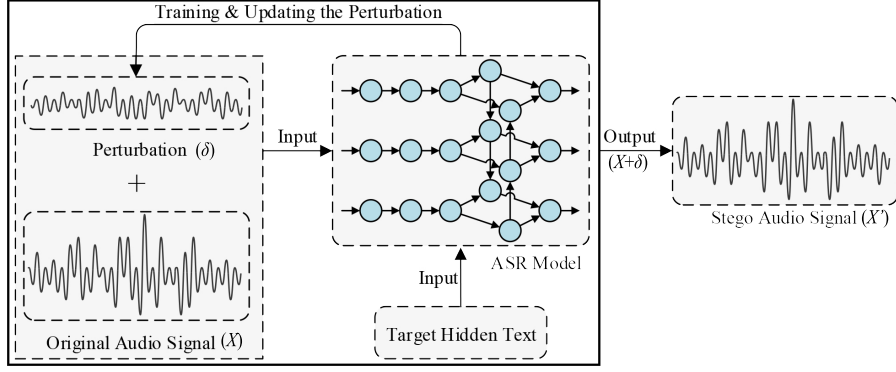 Training & Updating the Perturbation
Perturbation (δ)
+
Original Audio Signal (X)
Input
ASR Model
Input
Target Hidden Text
Output
(X+δ)
Stego Audio Signal (X')